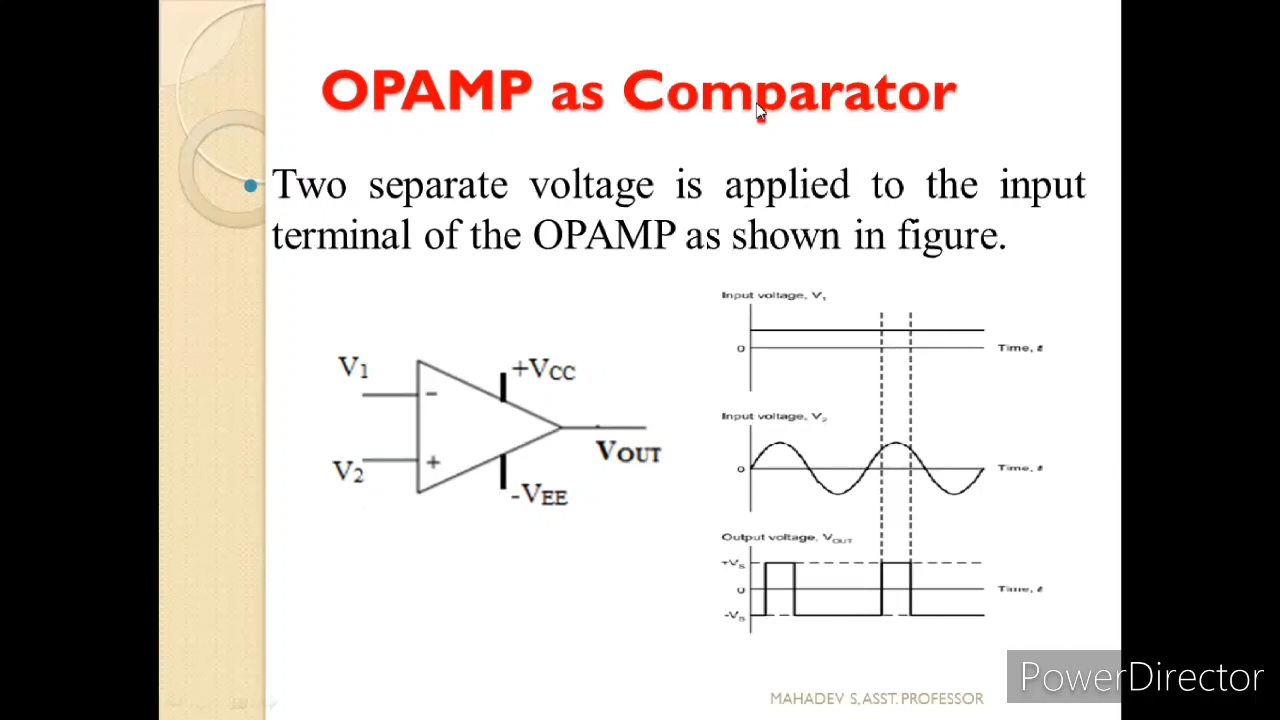 OPAMP as Comparator
Two separate voltage is applied to the input
terminal of the OPAMP as shown in figure.
Input voltage, V1
0
Time, t
V1
+VCC
−
Input voltage, V2
VOUT
+
V2
0
Time, t
-VEE
Output voltage, VOUT
+VS
0
Time, t
-VS
MAHADEV S, ASST. PROFESSOR
PowerDirector